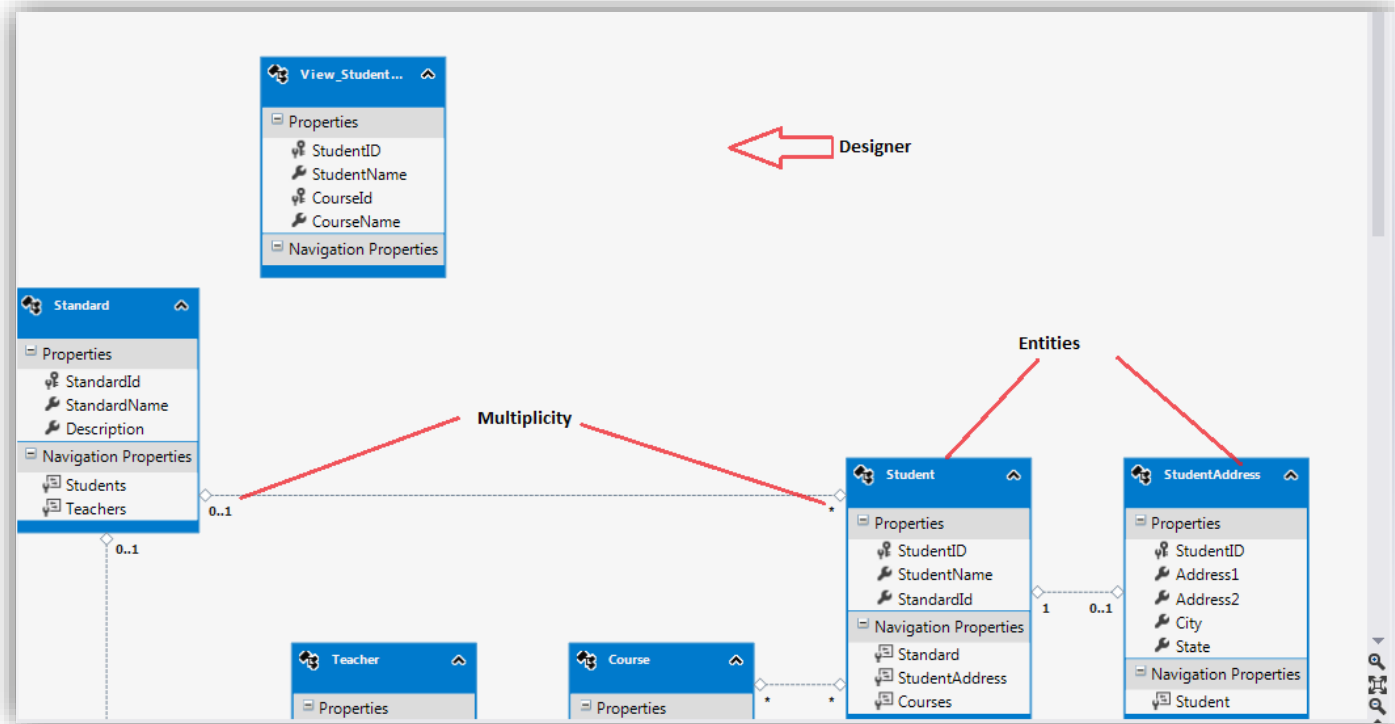 View_Student...
Properties
StudentID
StudentName
CourseId
CourseName
Navigation Properties
Designer
Standard
Properties
StandardId
StandardName
Description
Navigation Properties
Students
Teachers
0..1
0..1
Multiplicity
*
Entities
Student
Properties
StudentID
StudentName
StandardId
Navigation Properties
Standard
StudentAddress
Courses
1
0..1
StudentAddress
Properties
StudentID
Address1
Address2
City
State
Navigation Properties
Student
Teacher
Properties
Course
Properties
*
*